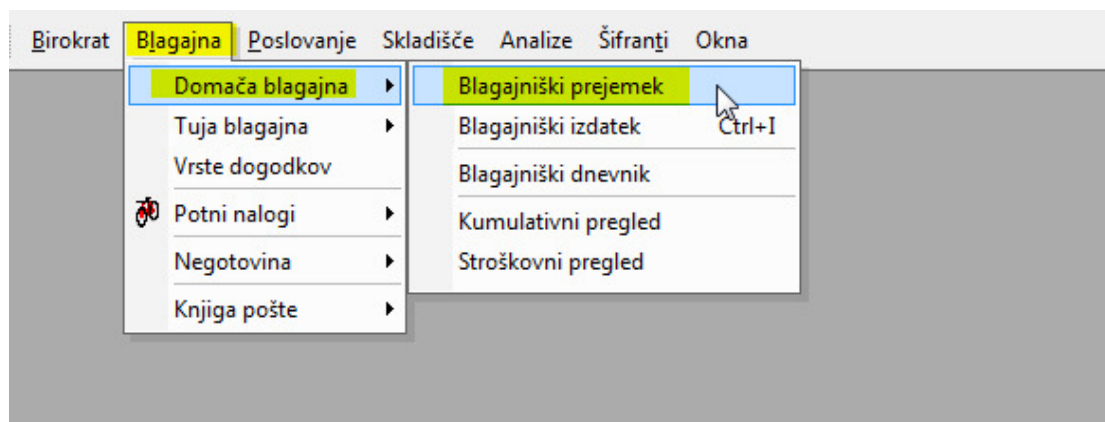 Birokrat Blagajna Poslovanje Skladišče Analize Šifranti Okna
Domača blagajna
Tuja blagajna
Vrste dogodkov
Potni nalogi
Negotovina
Knjiga pošte
Blagajniški prejemek
Blagajniški izdatek Ctrl+I
Blagajniški dnevnik
Kumulativni pregled
Stroškovni pregled